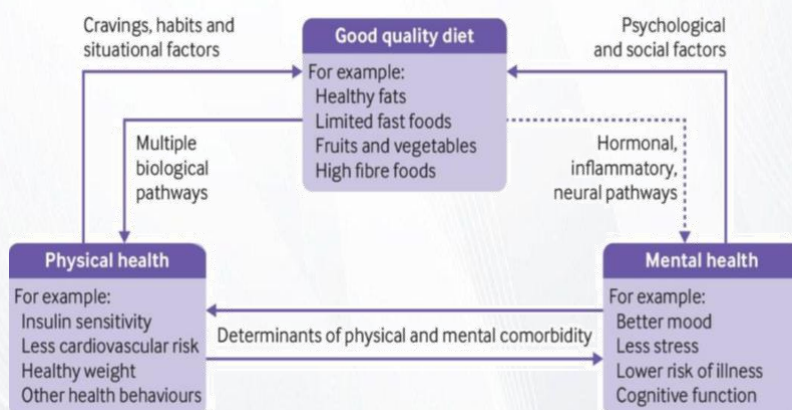 Cravings, habits and
situational factors
Good quality diet
For example:
Healthy fats
Limited fast foods
Fruits and vegetables
High fibre foods
Psychological
and social factors
Multiple
biological
pathways
Hormonal,
inflammatory,
neural pathways
Physical health
For example:
Insulin sensitivity
Less cardiovascular risk
Healthy weight
Other health behaviours
Determinants of physical and mental comorbidity
Mental health
For example:
Better mood
Less stress
Lower risk of illness
Cognitive function